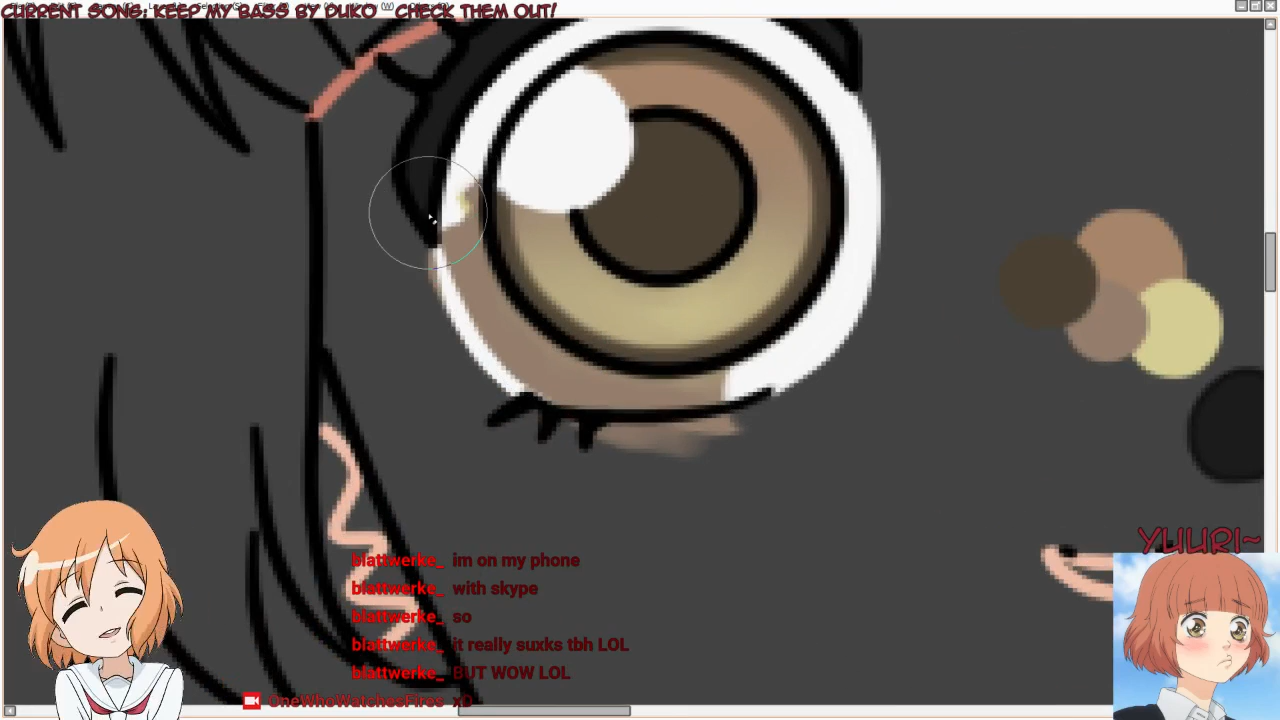 CURRENT SONG: KEEP MY BASS BY DUKO CHECK THEM OUT!
YUURI~
blattwerke_ im on my phone
blattwerke_ with skype
blattwerke_ so
blattwerke_ it really suxks tbh LOL
blattwerke_ BUT WOW LOL
OneWhoWatchesFires xD